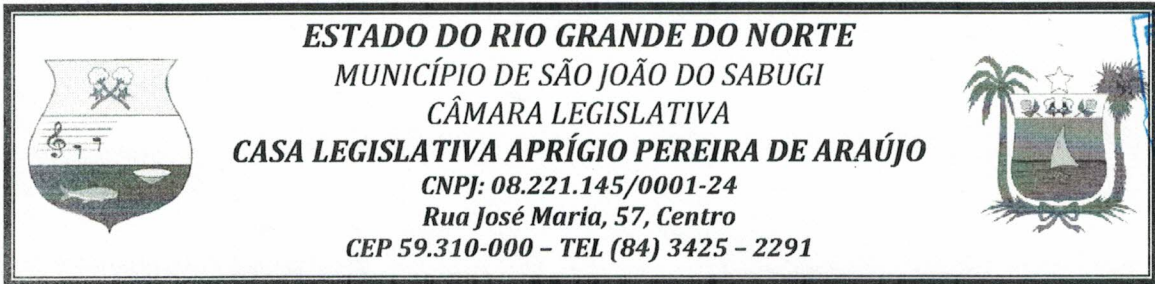 ESTADO DO RIO GRANDE DO NORTE
MUNICÍPIO DE SÃO JOÃO DO SABUGI
CÂMARA LEGISLATIVA
CASA LEGISLATIVA APRÍGIO PEREIRA DE ARAÚJO
CNPJ: 08.221.145/0001-24
Rua José Maria, 57, Centro
CEP 59.310-000 – TEL (84) 3425 – 2291